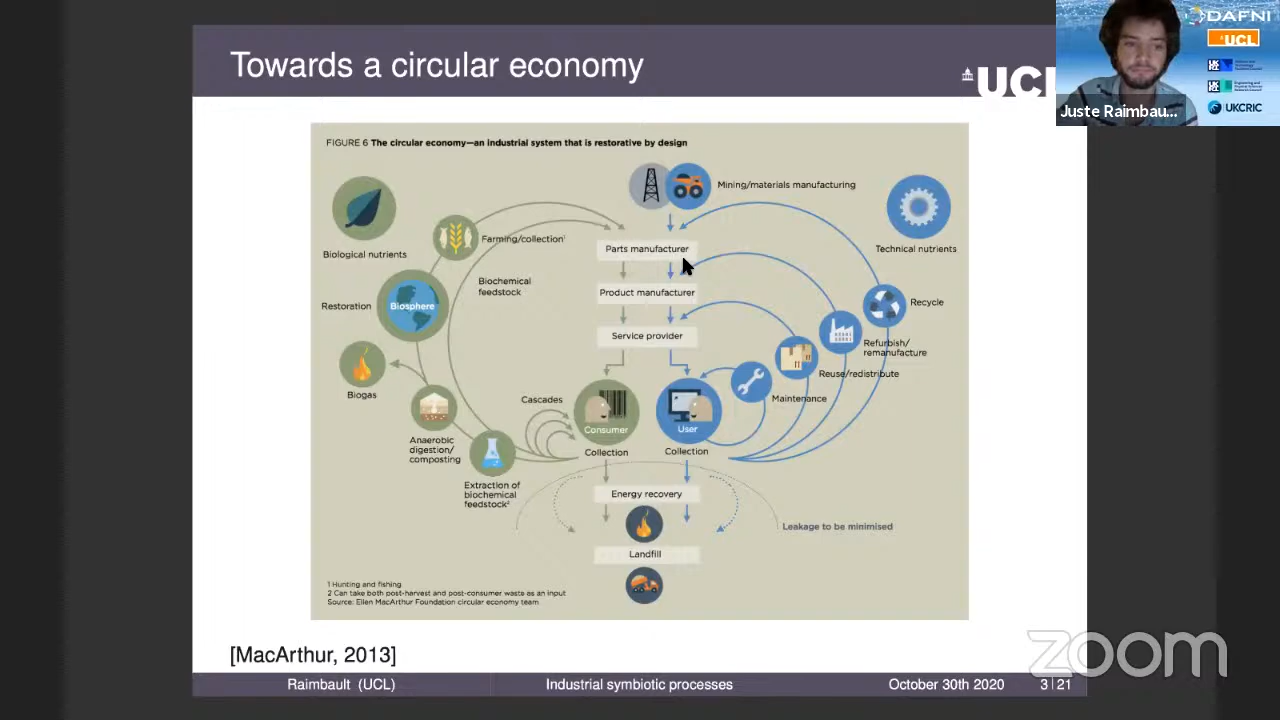 Towards a circular economy
UCL
DAFNI
UCL
UKCRIC
Juste Raimbau...
FIGURE 6 The circular economy—an industrial system that is restorative by design
Mining/materials manufacturing
Biological nutrients
Farming/collection¹
Parts manufacturer
Technical nutrients
Biochemical
feedstock
Product manufacturer
Restoration
Biosphere
Recycle
Service provider
Refurbish/
remanufacture
Reuse/redistribute
Biogas
Maintenance
Cascades
Consumer
User
Anaerobic
digestion/
composting
Collection
Collection
Extraction of
biochemical
feedstock²
Energy recovery
Leakage to be minimised
Landfill
1 Hunting and fishing
2 Can take both post-harvest and post-consumer waste as an input
Source: Ellen MacArthur Foundation circular economy team
[MacArthur, 2013]
zoom
Raimbault (UCL)
Industrial symbiotic processes
October 30th 2020
3 | 21